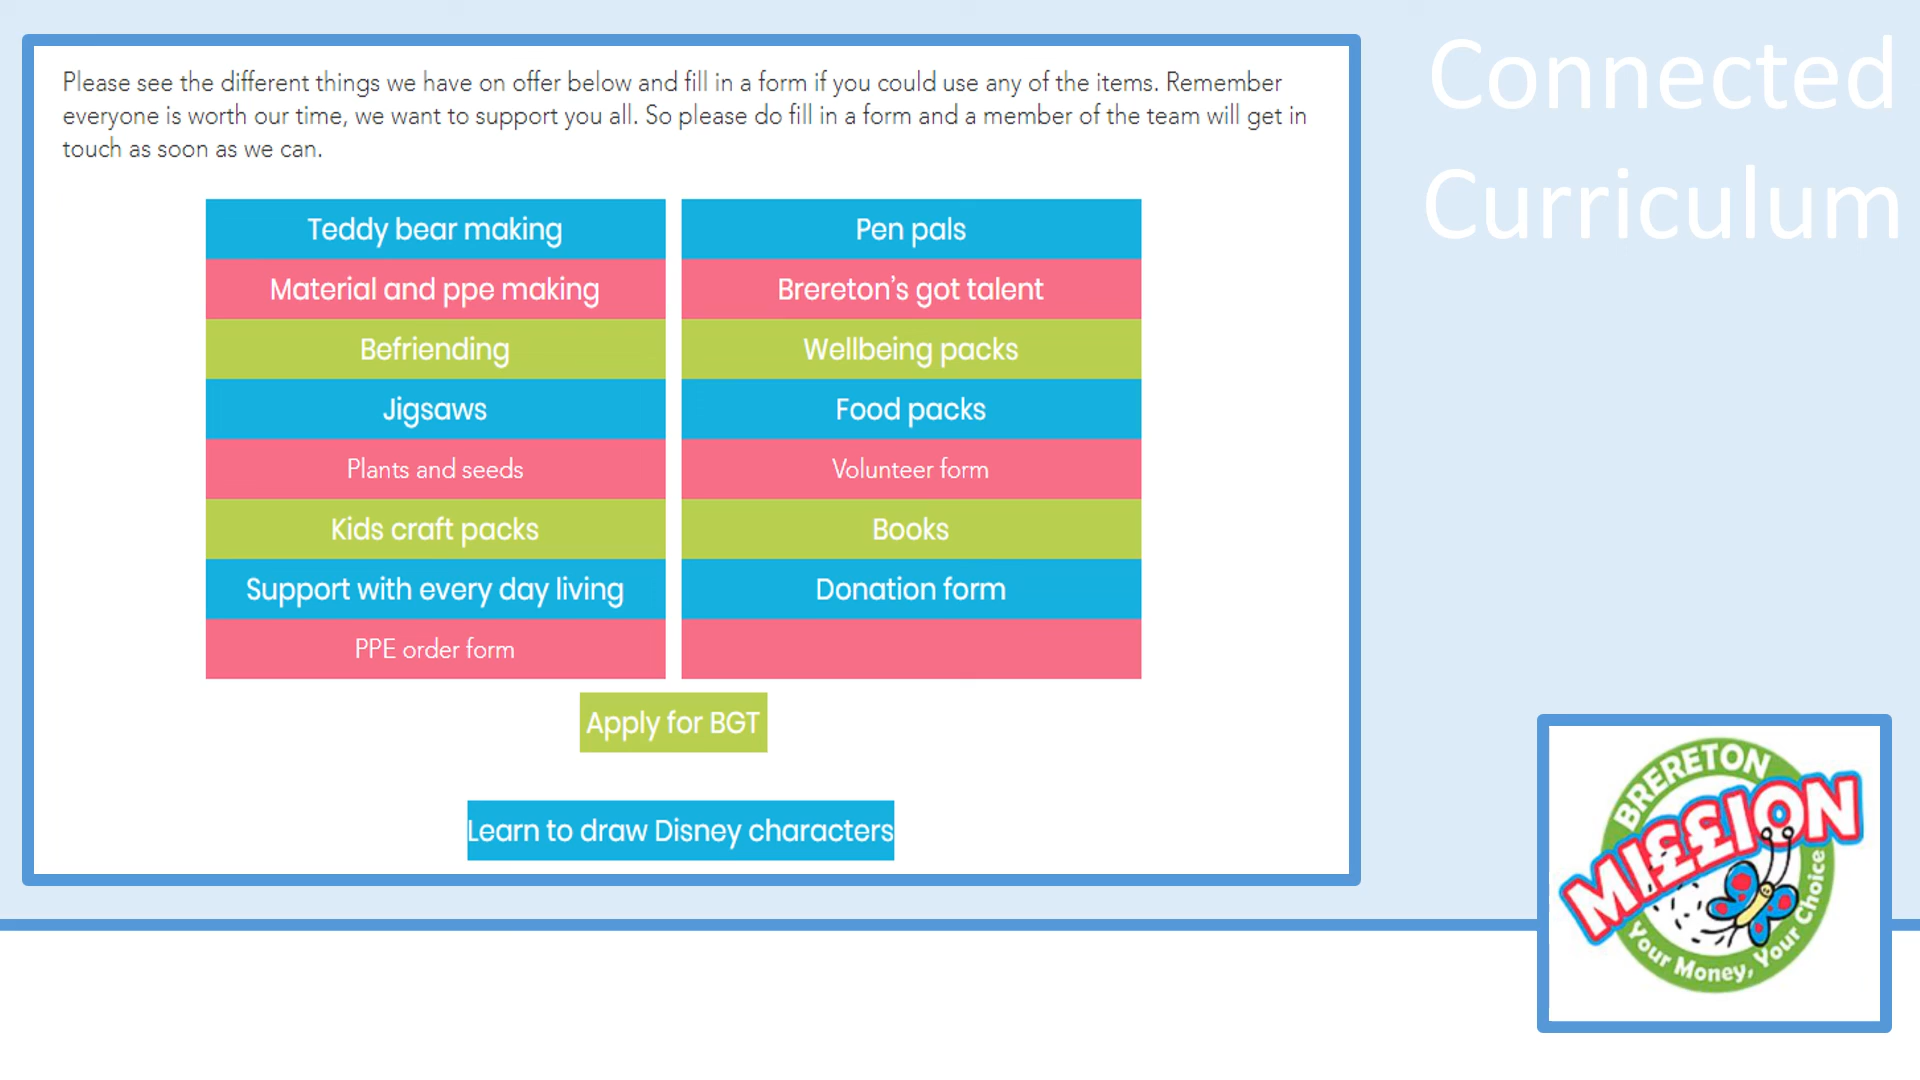 Connected
Curriculum
Please see the different things we have on offer below and fill in a form if you could use any of the items. Remember
everyone is worth our time, we want to support you all. So please do fill in a form and a member of the team will get in
touch as soon as we can.
Teddy bear making
Material and ppe making
Befriending
Jigsaws
Plants and seeds
Kids craft packs
Support with every day living
PPE order form
Pen pals
Brereton's got talent
Wellbeing packs
Food packs
Volunteer form
Books
Donation form
Apply for BGT
Learn to draw Disney characters
BRERETON
MI££ION
Your Money, Your Choice